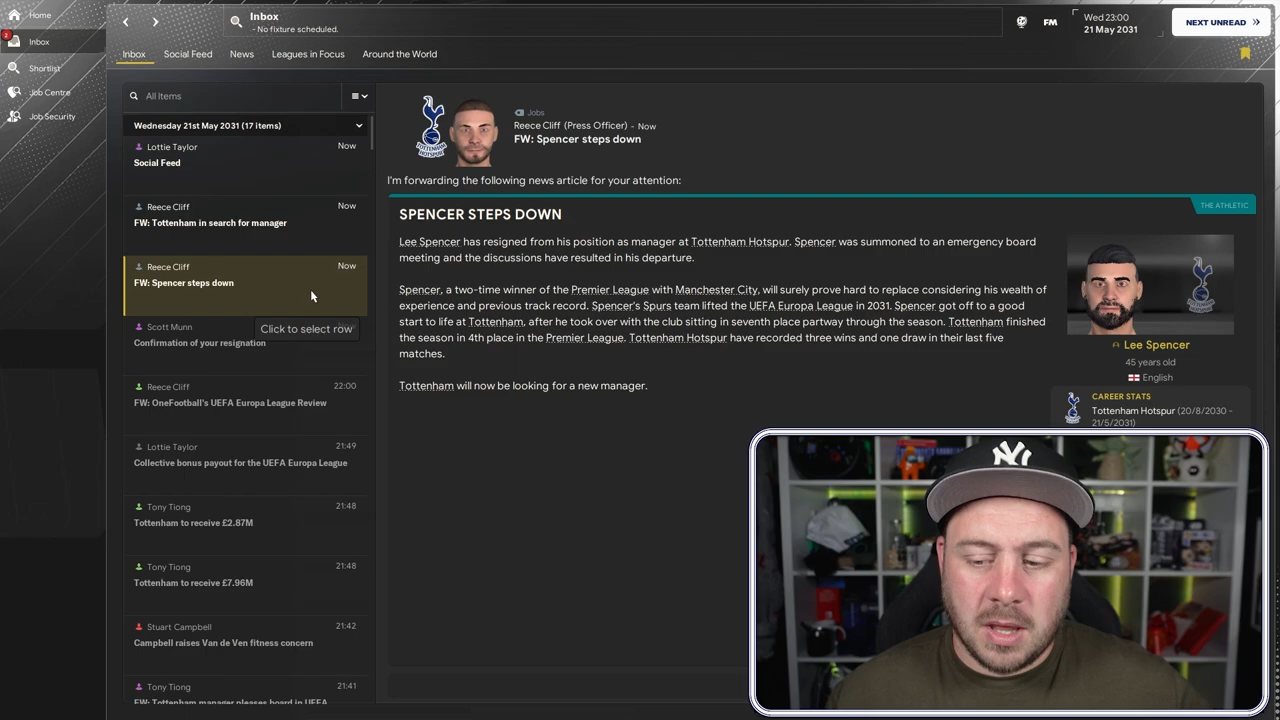 Home
2
Inbox
Shortlist
Job Centre
Job Security
Inbox
- No fixture scheduled.
FM
Wed 23:00
21 May 2031
NEXT UNREAD
Inbox
Social Feed
News
Leagues in Focus
Around the World
All Items
Wednesday 21st May 2031 (17 items)
Lottie Taylor
Now
Social Feed
Reece Cliff
Now
FW: Tottenham in search for manager
Reece Cliff
Now
FW: Spencer steps down
Click to select row
Scott Munn
Confirmation of your resignation
Reece Cliff
22:00
FW: OneFootball's UEFA Europa League Review
Lottie Taylor
21:49
Collective bonus payout for the UEFA Europa League
Tony Tiong
21:48
Tottenham to receive £2.87M
Tony Tiong
21:48
Tottenham to receive £7.96M
Stuart Campbell
21:42
Campbell raises Van de Ven fitness concern
Tony Tiong
21:41
FW: Tottenham manager pleases board in UEFA
TOTTENHAM
HOTSPUR
Jobs
Reece Cliff (Press Officer) - Now
FW: Spencer steps down
I'm forwarding the following news article for your attention:
THE ATHLETIC
SPENCER STEPS DOWN
Lee Spencer has resigned from his position as manager at Tottenham Hotspur. Spencer was summoned to an emergency board
meeting and the discussions have resulted in his departure.
Spencer, a two-time winner of the Premier League with Manchester City, will surely prove hard to replace considering his wealth of
experience and previous track record. Spencer's Spurs team lifted the UEFA Europa League in 2031. Spencer got off to a good
start to life at Tottenham, after he took over with the club sitting in seventh place partway through the season. Tottenham finished
the season in 4th place in the Premier League. Tottenham Hotspur have recorded three wins and one draw in their last five
matches.
Tottenham will now be looking for a new manager.
Lee Spencer
45 years old
English
CAREER STATS
Tottenham Hotspur (20/8/2030 -
21/5/2031)
NY